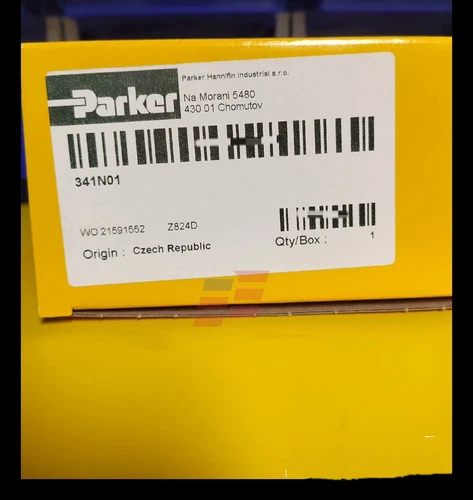 Parker
Parker Hannifin Industrial s.r.o.
Na Morani 5480
430 01 Chomutov
341N01
WO 21591552 Z824D
Origin : Czech Republic
Qty/Box : 1